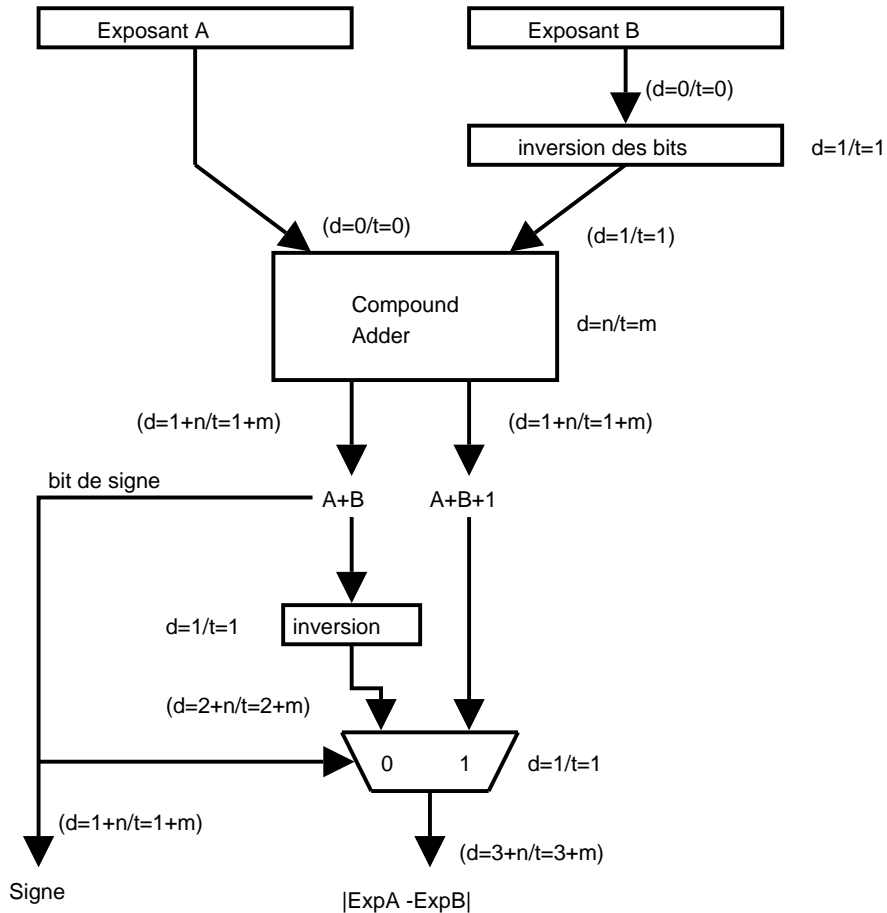 Exposant A
Exposant B
(d=0/t=0)
inversion des bits
d=1/t=1
(d=0/t=0)
(d=1/t=1)
Compound
Adder
d=n/t=m
(d=1+n/t=1+m)
(d=1+n/t=1+m)
bit de signe
A+B
A+B+1
d=1/t=1
inversion
(d=2+n/t=2+m)
0
1
d=1/t=1
(d=1+n/t=1+m)
(d=3+n/t=3+m)
Signe
|ExpA -ExpB|